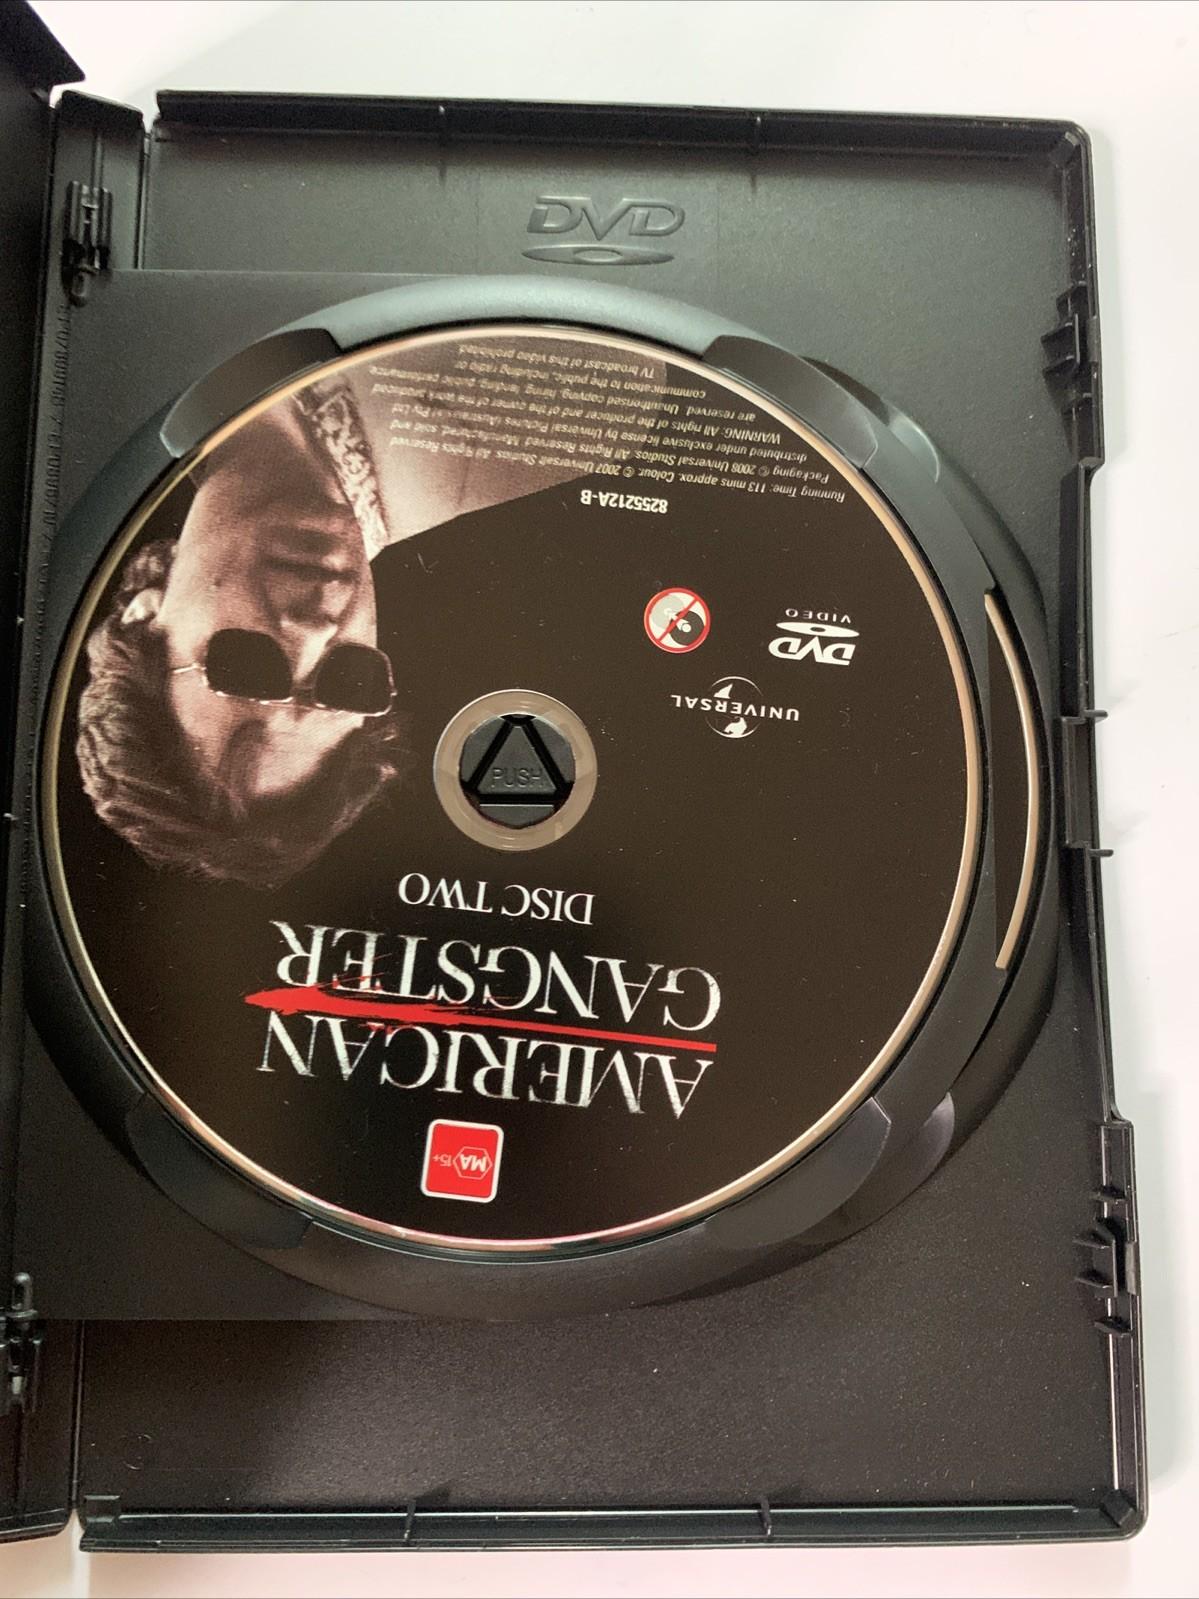 DVD
MA 15+
AMERICAN
GANGSTER
DISC TWO
PUSH
UNIVERSAL
DVD
VIDEO
8255212A-B
Running Time: 113 mins approx. Colour. © 2007 Universal Studios. All Rights Reserved
Packaging © 2008 Universal Studios. All Rights Reserved. Manufactured, sold and
distributed under exclusive license by Universal Pictures (Australasia) Pty Ltd
WARNING: All rights of the producer and of the owner of the work reproduced
are reserved. Unauthorised copying, hiring, lending, public performance
communication to the public, including radio or
TV broadcast of this video prohibited